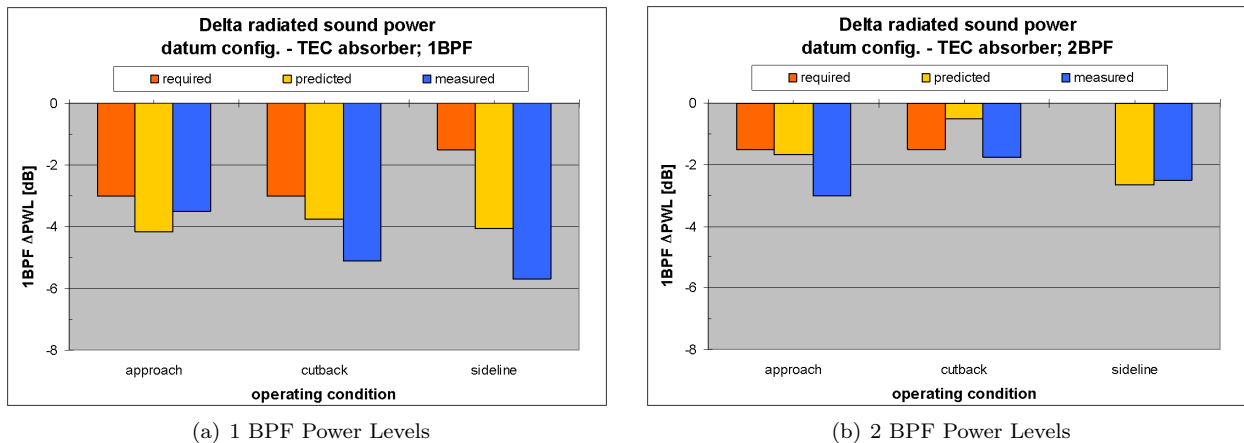 Delta radiated sound power
datum config. - TEC absorber; 1BPF
required predicted measured
1BPF ΔPWL [dB]
0
-2
-4
-6
-8
approach cutback sideline
operating condition
(a) 1 BPF Power Levels
Delta radiated sound power
datum config. - TEC absorber; 2BPF
required predicted measured
1BPF ΔPWL [dB]
0
-2
-4
-6
-8
approach cutback sideline
operating condition
(b) 2 BPF Power Levels